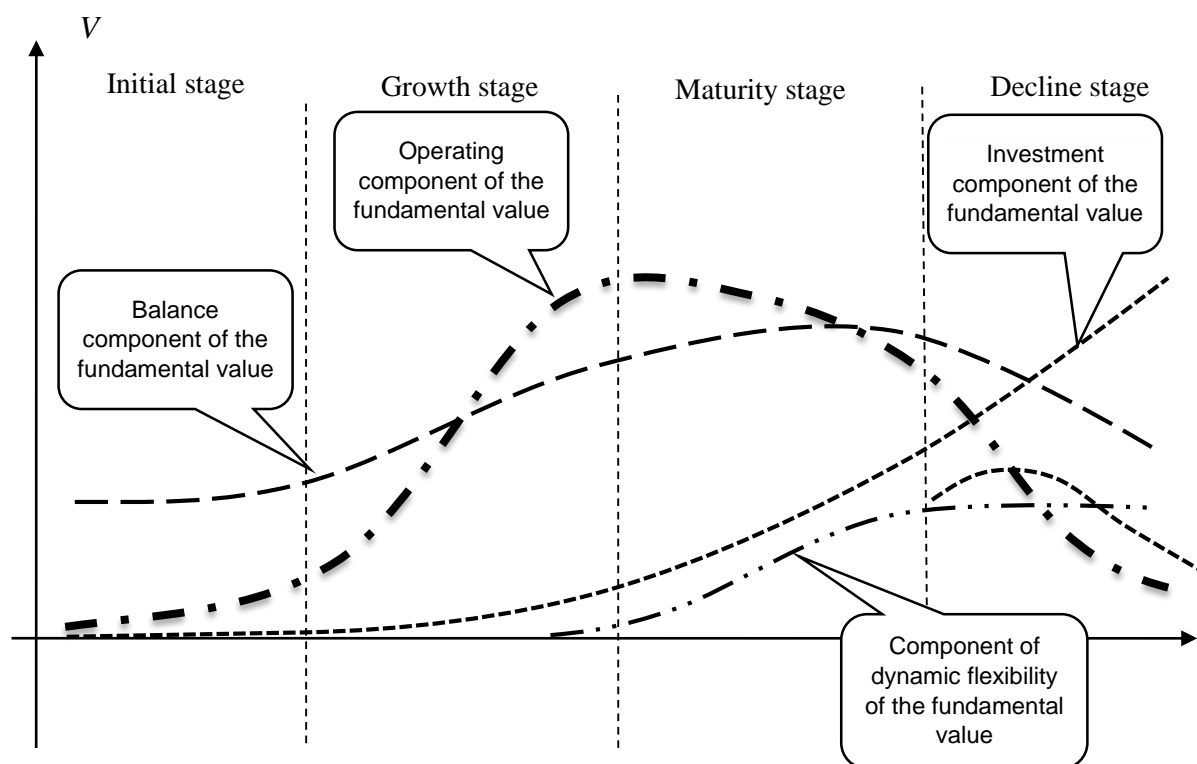 V
Initial stage
Growth stage
Maturity stage
Decline stage
Operating
component of the
fundamental value
Investment
component of the
fundamental value
Balance
component of the
fundamental value
Component of
dynamic flexibility
of the fundamental
value